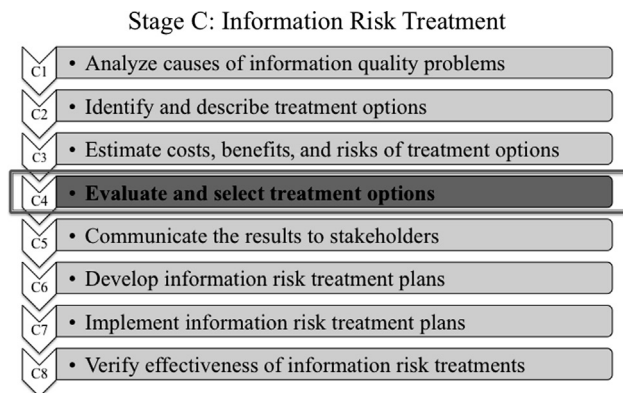 Stage C: Information Risk Treatment
C1 • Analyze causes of information quality problems
C2 • Identify and describe treatment options
C3 • Estimate costs, benefits, and risks of treatment options
C4 • Evaluate and select treatment options
C5 • Communicate the results to stakeholders
C6 • Develop information risk treatment plans
C7 • Implement information risk treatment plans
C8 • Verify effectiveness of information risk treatments